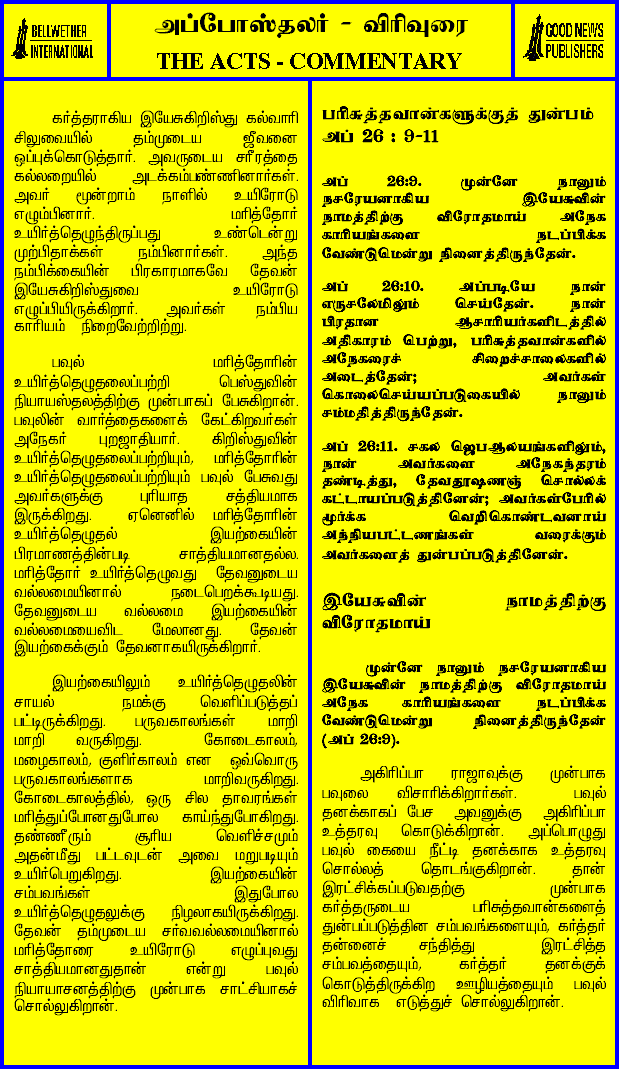 BELLWETHER
INTERNATIONAL
அப்போஸ்தலர் - விரிவுரை
THE ACTS - COMMENTARY
GOOD NEWS
PUBLISHERS
கர்த்தராகிய இயேசுகிறிஸ்து கல்வாரி
சிலுவையில் தம்முடைய ஜீவனை
ஒப்புக்கொடுத்தார். அவருடைய சரீரத்தை
கல்லறையில் அடக்கம்பண்ணினார்கள்.
அவர் மூன்றாம் நாளில் உயிரோடு
எழும்பினார். மரித்தோர்
உயிர்த்தெழுந்திருப்பது உண்டென்று
முற்பிதாக்கள் நம்பினார்கள். அந்த
நம்பிக்கையின் பிரகாரமாகவே தேவன்
இயேசுகிறிஸ்துவை உயிரோடு
எழுப்பியிருக்கிறார். அவர்கள் நம்பிய
காரியம் நிறைவேற்றிற்று.
பவுல் மரித்தோரின்
உயிர்த்தெழுதலைப்பற்றி பெஸ்துவின்
நியாயஸ்தலத்திற்கு முன்பாகப் பேசுகிறான்.
பவுலின் வார்த்தைகளைக் கேட்கிறவர்கள்
அநேகர் புறஜாதியார். கிறிஸ்துவின்
உயிர்த்தெழுதலைப்பற்றியும், மரித்தோரின்
உயிர்த்தெழுதலைப்பற்றியும் பவுல் பேசுவது
அவர்களுக்கு புரியாத சத்தியமாக
இருக்கிறது. ஏனெனில் மரித்தோரின்
உயிர்த்தெழுதல் இயற்கையின்
பிரமாணத்தின்படி சாத்தியமானதல்ல.
மரித்தோர் உயிர்த்தெழுவது தேவனுடைய
வல்லமையினால் நடைபெறக்கூடியது.
தேவனுடைய வல்லமை இயற்கையின்
வல்லமையைவிட மேலானது. தேவன்
இயற்கைக்கும் தேவனாகயிருக்கிறார்.
இயற்கையிலும் உயிர்த்தெழுதலின்
சாயல் நமக்கு வெளிப்படுத்தப்
பட்டிருக்கிறது. பருவகாலங்கள் மாறி
மாறி வருகிறது. கோடைகாலம்,
மழைகாலம், குளிர்காலம் என ஒவ்வொரு
பருவகாலங்களாக மாறிவருகிறது.
கோடைகாலத்தில், ஒரு சில தாவரங்கள்
மரித்துப்போனதுபோல காய்ந்துபோகிறது.
தண்ணீரும் சூரிய வெளிச்சமும்
அதன்மீது பட்டவுடன் அவை மறுபடியும்
உயிர்பெறுகிறது. இயற்கையின்
சம்பவங்கள் இதுபோல
உயிர்த்தெழுதலுக்கு நிழலாகயிருக்கிறது.
தேவன் தம்முடைய சர்வவல்லமையினால்
மரித்தோரை உயிரோடு எழுப்புவது
சாத்தியமானதுதான் என்று பவுல்
நியாயாசனத்திற்கு முன்பாக சாட்சியாகச்
சொல்லுகிறான்.
பரிசுத்தவான்களுக்குத் துன்பம்
அப் 26 : 9-11
அப் 26:9. முன்னே நானும்
நசரேயனாகிய இயேசுவின்
நாமத்திற்கு விரோதமாய் அநேக
காரியங்களை நடப்பிக்க
வேண்டுமென்று நினைத்திருந்தேன்.
அப் 26:10. அப்படியே நான்
எருசலேமிலும் செய்தேன். நான்
பிரதான ஆசாரியர்களிடத்தில்
அதிகாரம் பெற்று, பரிசுத்தவான்களில்
அநேகரைச் சிறைச்சாலைகளில்
அடைத்தேன்; அவர்கள்
கொலைசெய்யப்படுகையில் நானும்
சம்மதித்திருந்தேன்.
அப் 26:11. சகல ஜெபஆலயங்களிலும்,
நான் அவர்களை அநேகந்தரம்
தண்டித்து, தேவதூஷணஞ் சொல்லக்
கட்டாயப்படுத்தினேன்; அவர்கள்பேரில்
மூர்க்க வெறிகொண்டவனாய்
அந்நியபட்டணங்கள் வரைக்கும்
அவர்களைத் துன்பப்படுத்தினேன்.
இயேசுவின் நாமத்திற்கு
விரோதமாய்
முன்னே நானும் நசரேயனாகிய
இயேசுவின் நாமத்திற்கு விரோதமாய்
அநேக காரியங்களை நடப்பிக்க
வேண்டுமென்று நினைத்திருந்தேன்
(அப் 26:9).
அகிரிப்பா ராஜாவுக்கு முன்பாக
பவுலை விசாரிக்கிறார்கள். பவுல்
தனக்காகப் பேச அவனுக்கு அகிரிப்பா
உத்தரவு கொடுக்கிறான். அப்பொழுது
பவுல் கையை நீட்டி தனக்காக உத்தரவு
சொல்லத் தொடங்குகிறான். தான்
இரட்சிக்கப்படுவதற்கு முன்பாக
கர்த்தருடைய பரிசுத்தவான்களைத்
துன்பப்படுத்தின சம்பவங்களையும், கர்த்தர்
தன்னைச் சந்தித்து இரட்சித்த
சம்பவத்தையும், கர்த்தர் தனக்குக்
கொடுத்திருக்கிற ஊழியத்தையும் பவுல்
விரிவாக எடுத்துச் சொல்லுகிறான்.